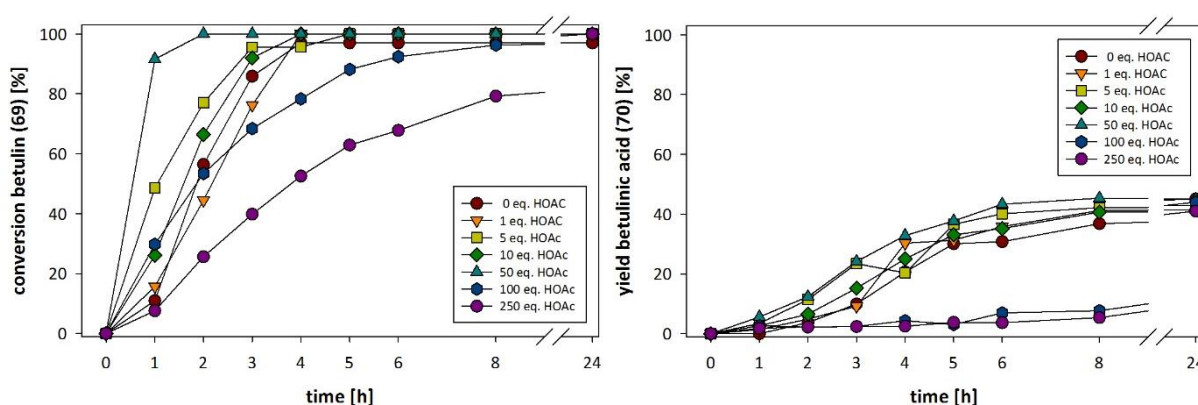 conversion betulin (69) [%]
100
80
60
40
20
0
0 eq. HOAC
1 eq. HOAC
5 eq. HOAc
10 eq. HOAc
50 eq. HOAc
100 eq. HOAc
250 eq. HOAc
0 1 2 3 4 5 6 8 24
time [h]
yield betulinic acid (70) [%]
100
80
60
40
20
0
0 eq. HOAC
1 eq. HOAC
5 eq. HOAc
10 eq. HOAc
50 eq. HOAc
100 eq. HOAc
250 eq. HOAc
0 1 2 3 4 5 6 8 24
time [h]